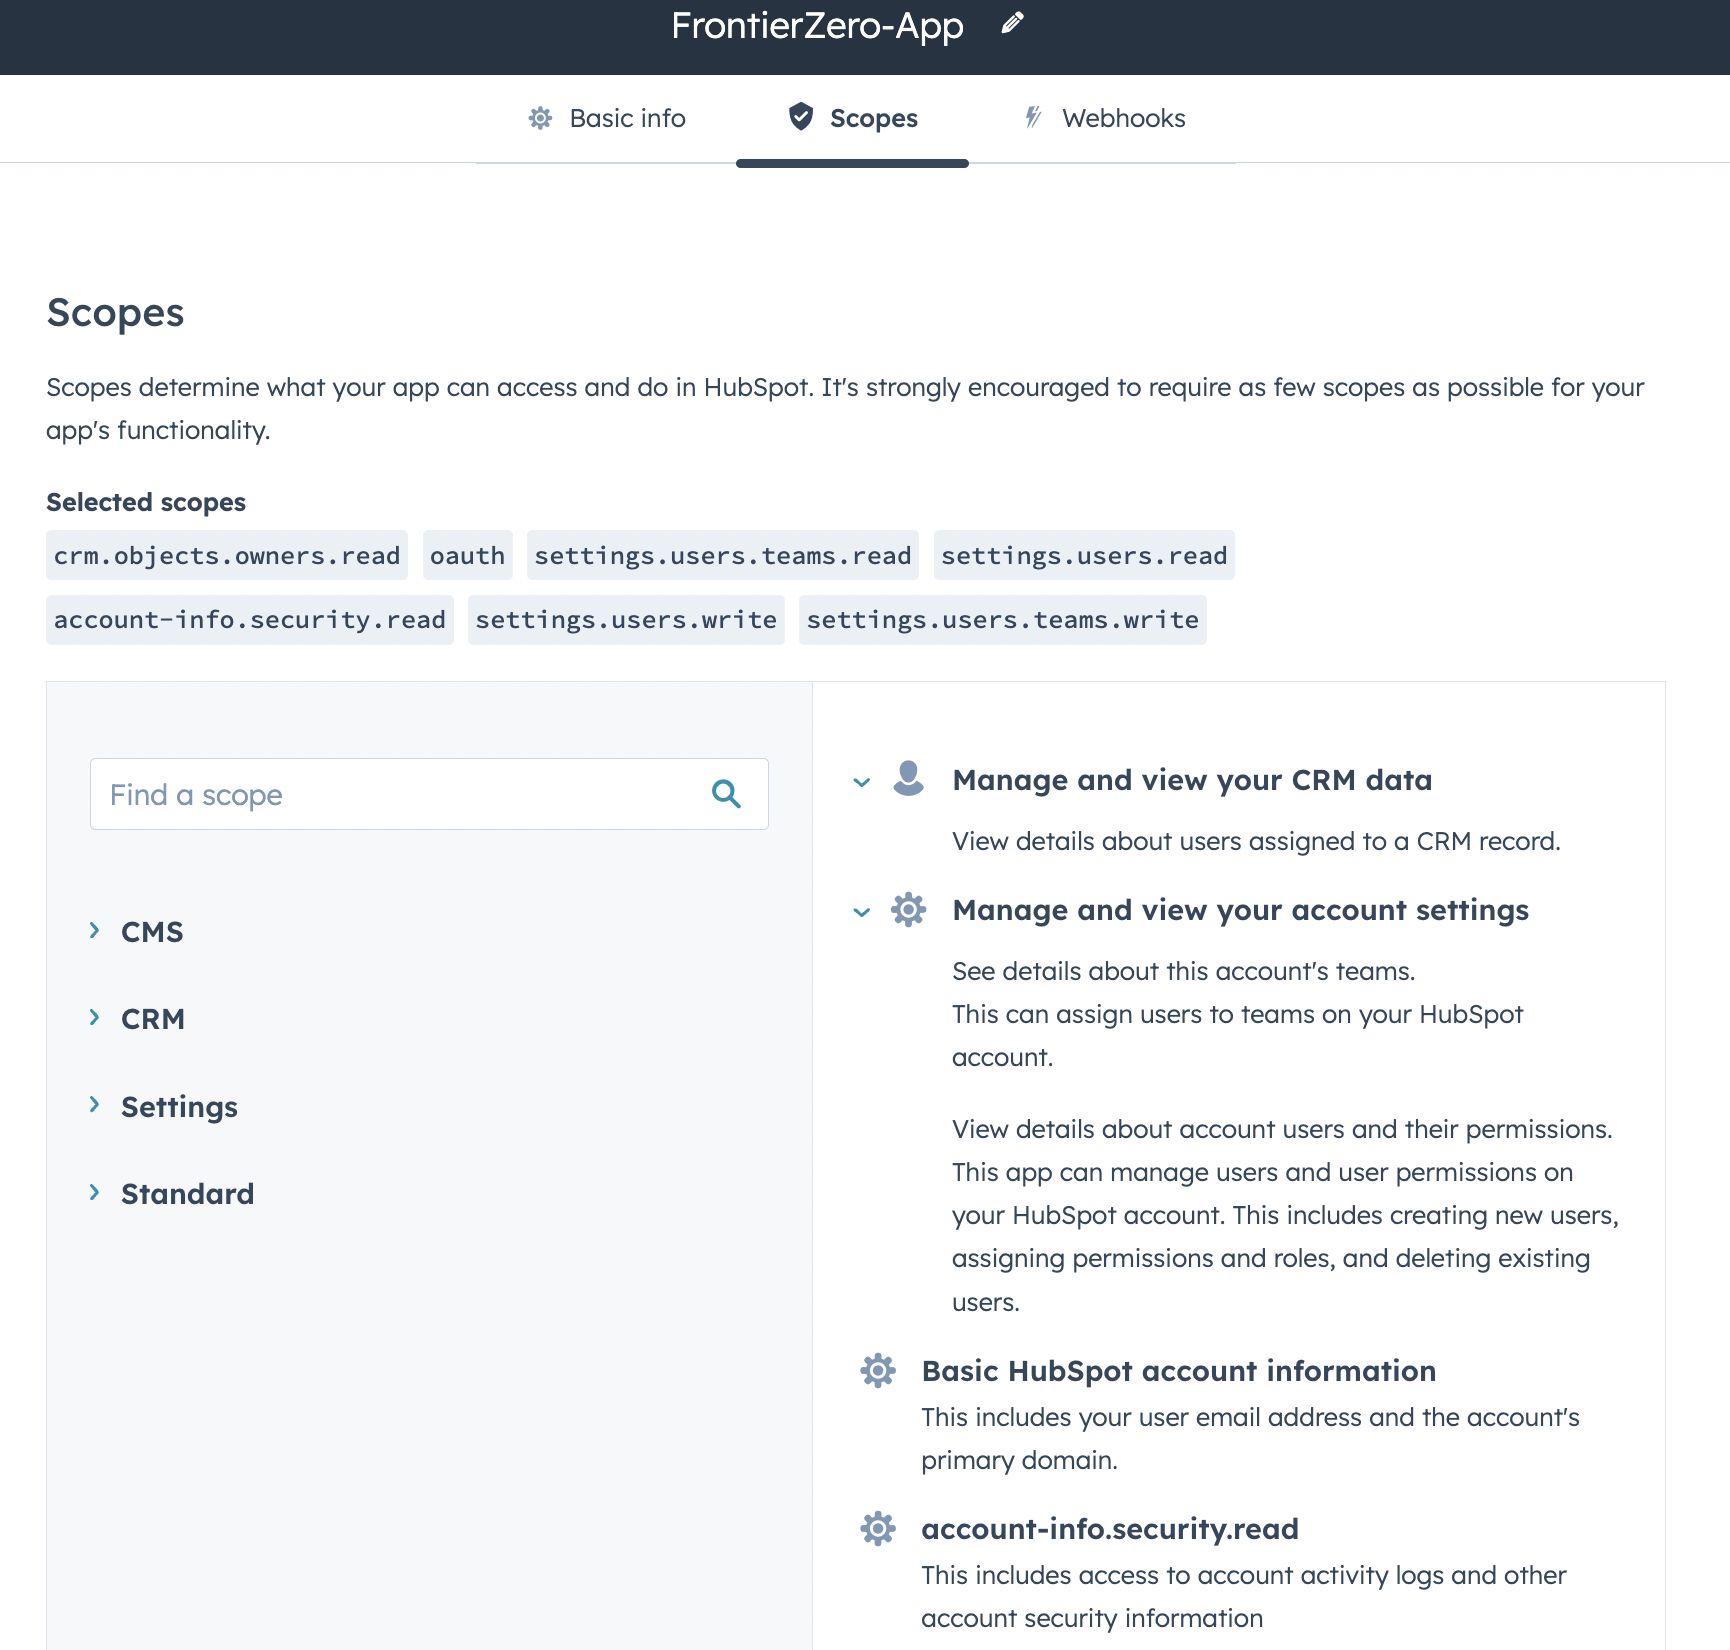 FrontierZero-App
Basic info
Scopes
Webhooks
Scopes
Scopes determine what your app can access and do in HubSpot. It's strongly encouraged to require as few scopes as possible for your
app's functionality.
Selected scopes
crm.objects.owners.read oauth settings.users.teams.read settings.users.read
account-info.security.read settings.users.write settings.users.teams.write
Find a scope
CMS
CRM
Settings
Standard
Manage and view your CRM data
View details about users assigned to a CRM record.
Manage and view your account settings
See details about this account's teams.
This can assign users to teams on your HubSpot
account.
View details about account users and their permissions.
This app can manage users and user permissions on
your HubSpot account. This includes creating new users,
assigning permissions and roles, and deleting existing
users.
Basic HubSpot account information
This includes your user email address and the account's
primary domain.
account-info.security.read
This includes access to account activity logs and other
account security information